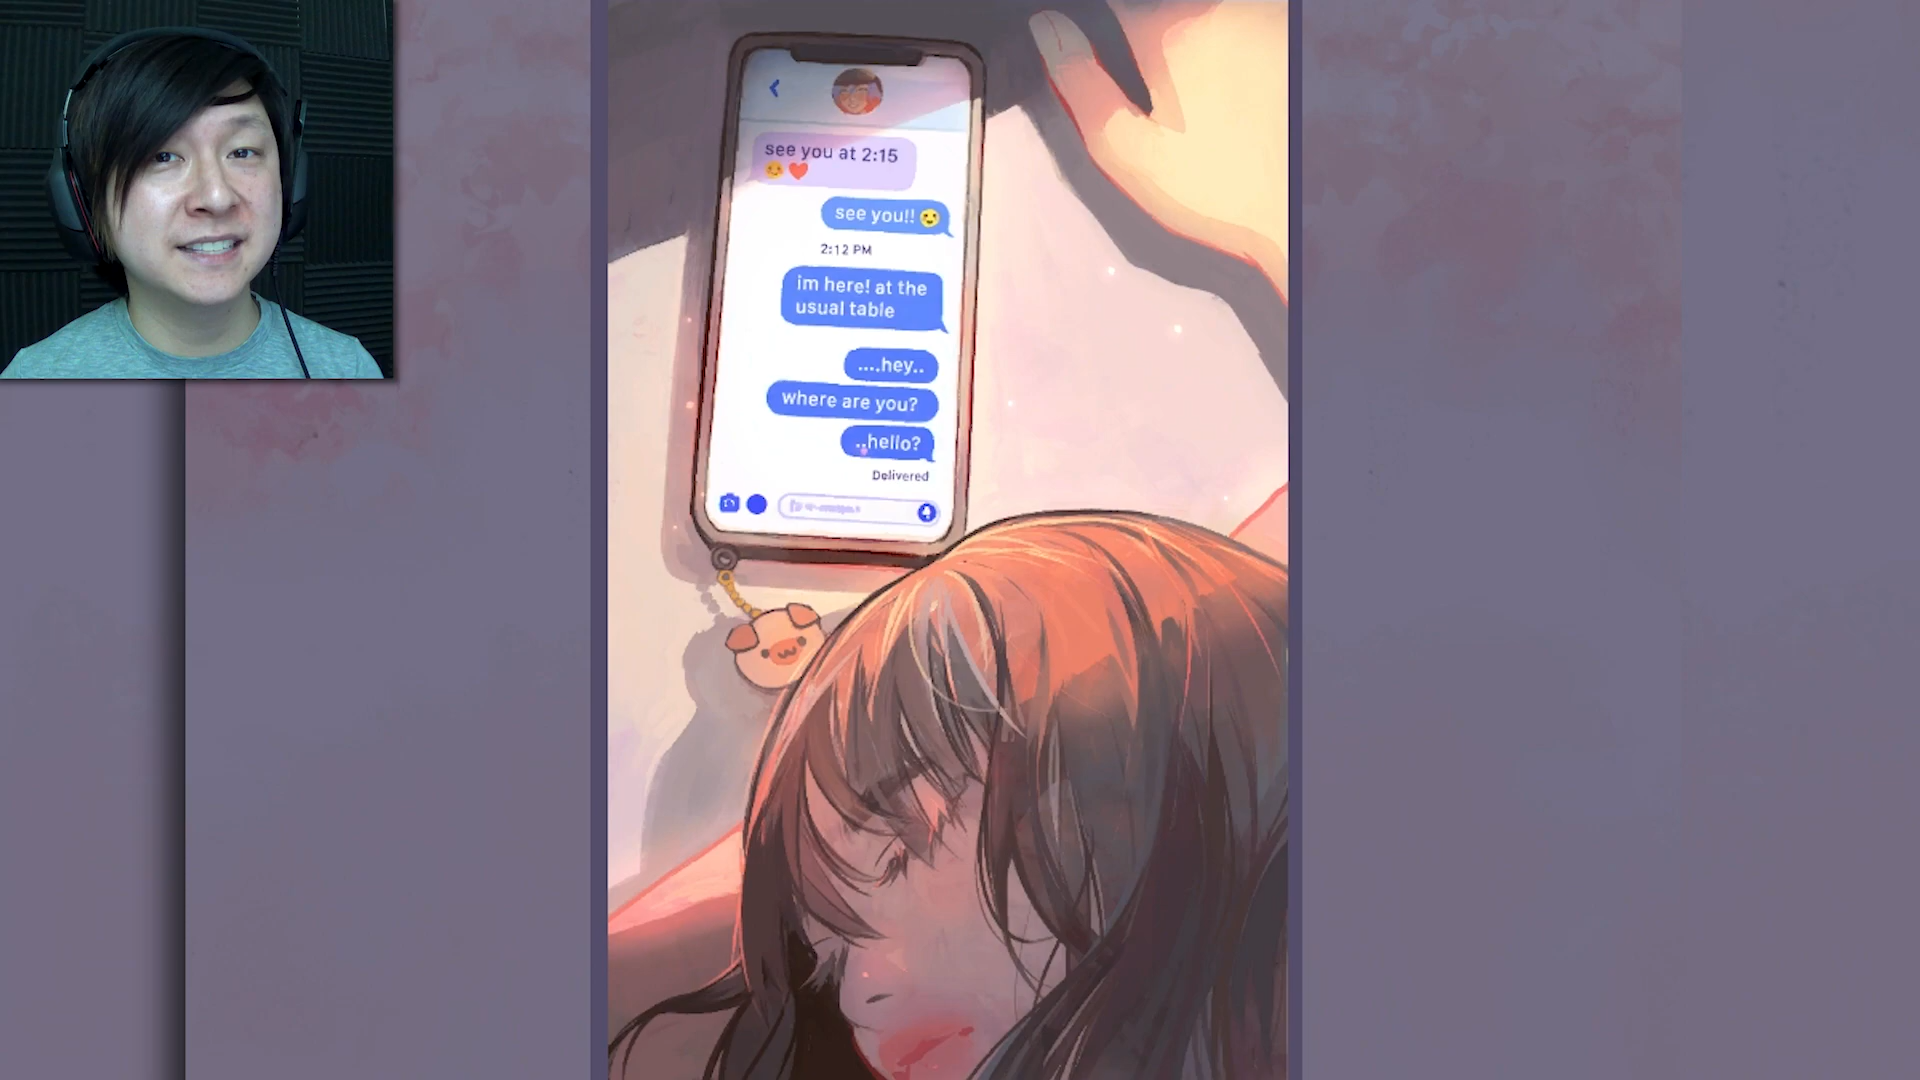 see you at 2:15
see you!!
2:12 PM
im here! at the
usual table
....hey..
where are you?
..hello?
Delivered